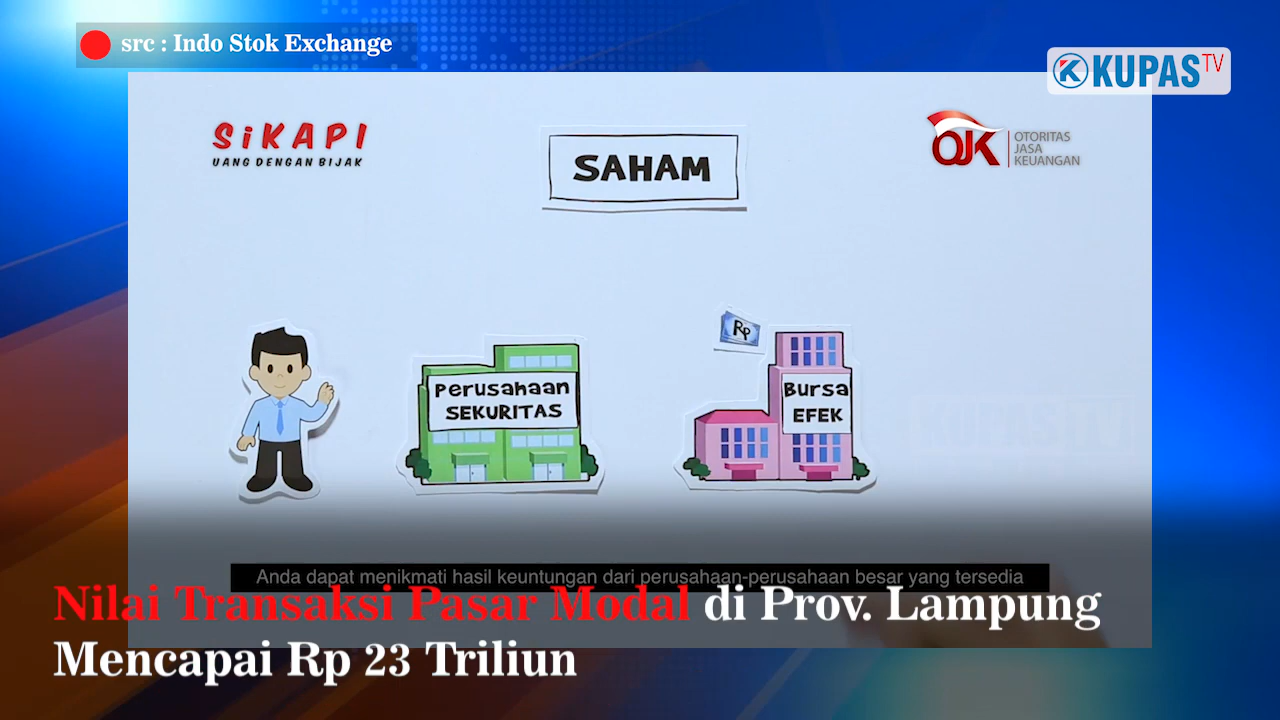 src : Indo Stok Exchange
KUPAS TV
SiKAPI
UANG DENGAN BIJAK
SAHAM
OJK
OTORITAS
JASA
KEUANGAN
Rp
Perusahaan
SEKURITAS
Bursa
EFEK
Anda dapat menikmati hasil keuntungan dari perusahaan-perusahaan besar yang tersedia
Nilai Transaksi Pasar Modal di Prov. Lampung
Mencapai Rp 23 Triliun